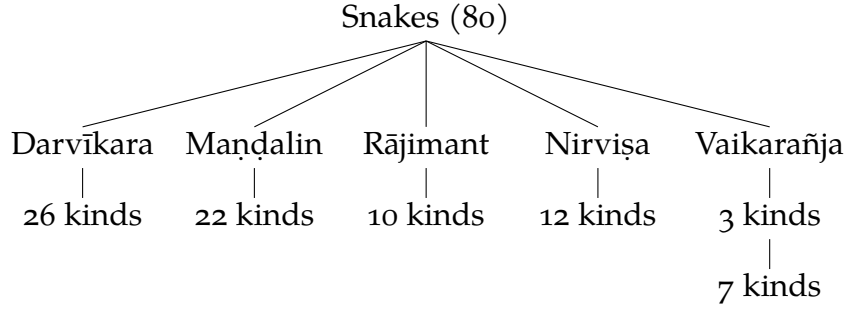 Snakes (80)
Darvīkara Maṇḍalin Rājimant Nirviṣa Vaikarañja
26 kinds 22 kinds 10 kinds 12 kinds 3 kinds
7 kinds